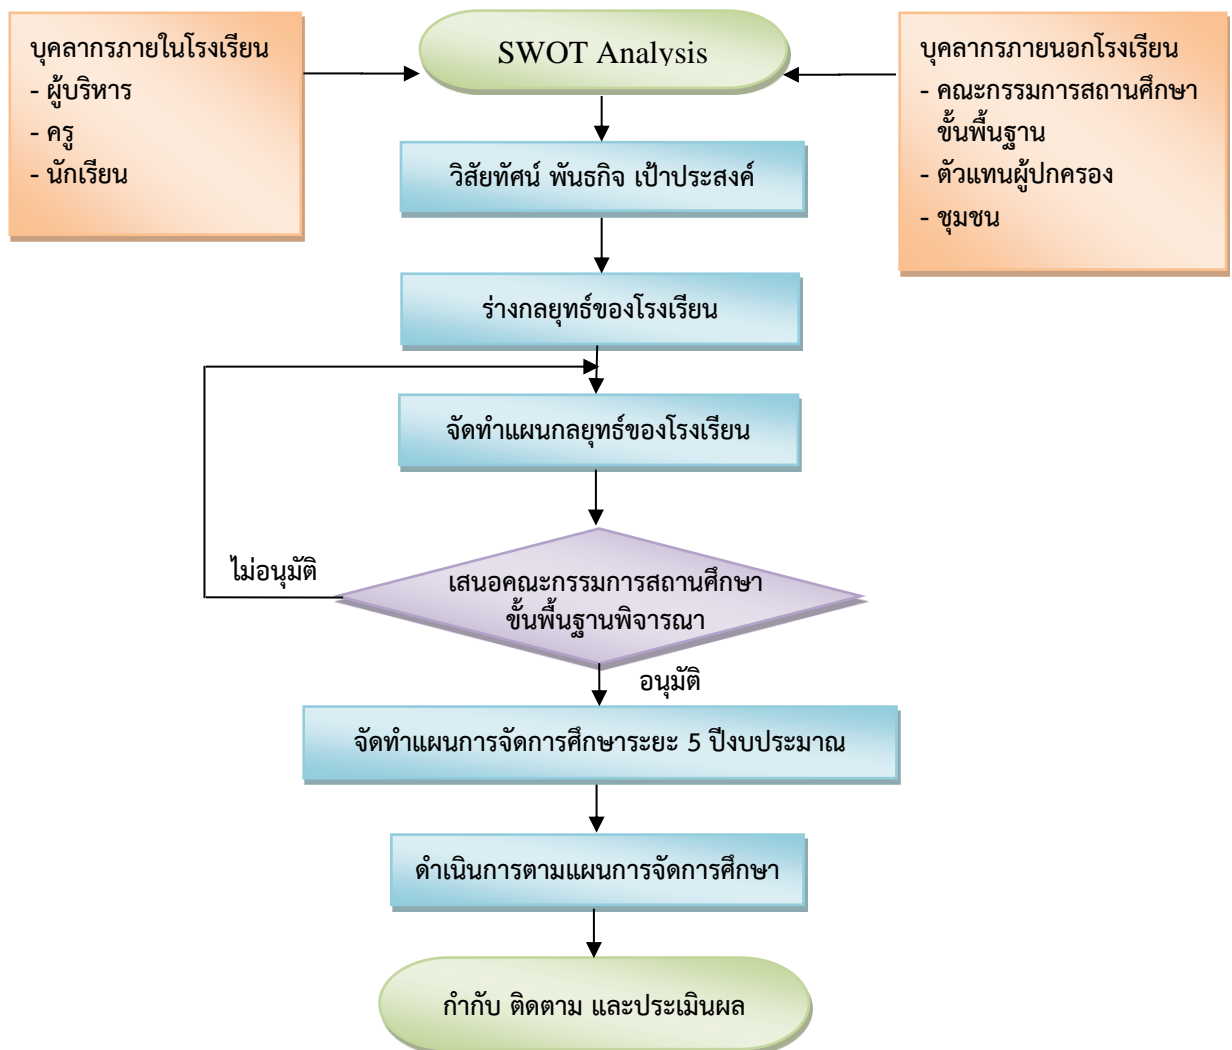 บุคลากรภายในโรงเรียน
- ผู้บริหาร
- ครู
- นักเรียน
SWOT Analysis
บุคลากรภายนอกโรงเรียน
- คณะกรรมการสถานศึกษา
ขั้นพื้นฐาน
- ตัวแทนผู้ปกครอง
- ชุมชน
วิสัยทัศน์ พันธกิจ เป้าประสงค์
ร่างกลยุทธ์ของโรงเรียน
จัดทำแผนกลยุทธ์ของโรงเรียน
ไม่อนุมัติ
เสนอคณะกรรมการสถานศึกษา
ขั้นพื้นฐานพิจารณา
อนุมัติ
จัดทำแผนการจัดการศึกษาระยะ 5 ปีงบประมาณ
ดำเนินการตามแผนการจัดการศึกษา
กำกับ ติดตาม และประเมินผล